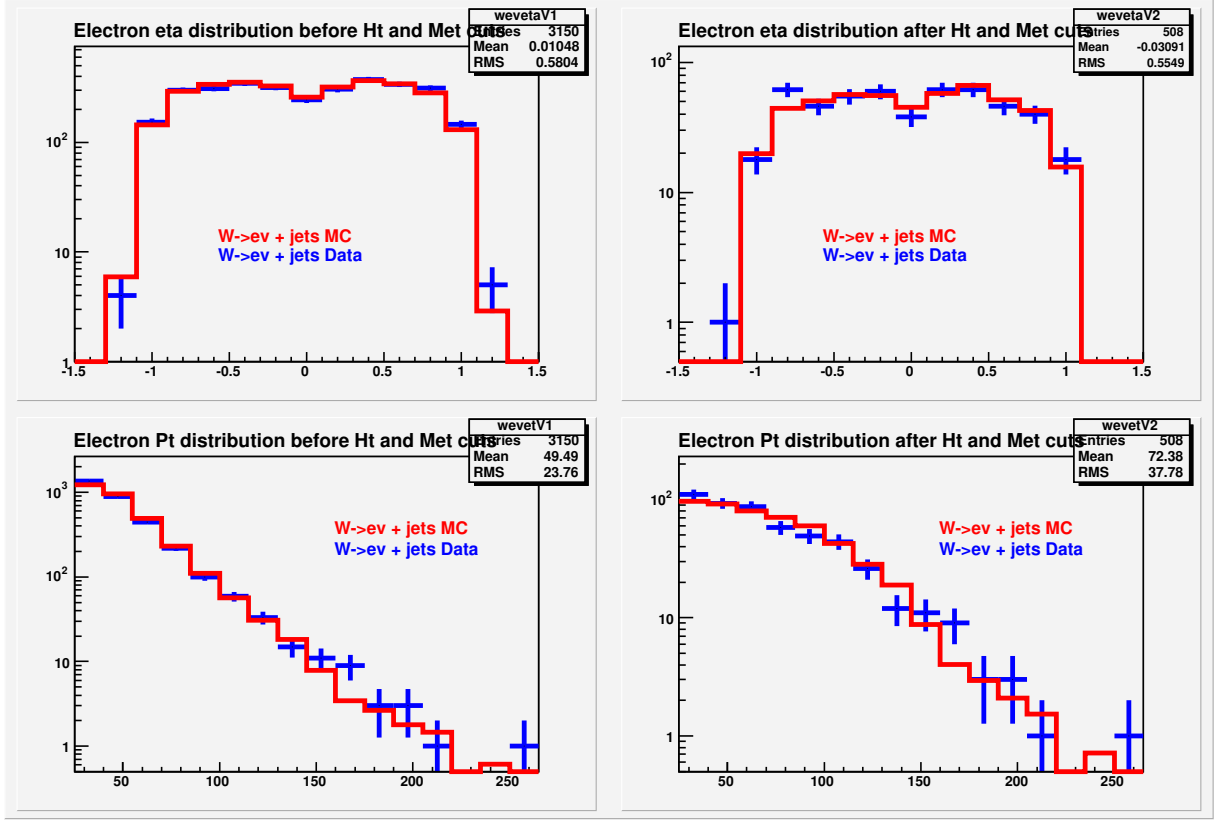 wevetaV1
Electron eta distribution before Ht and Met cuts
Entries 3150
Mean 0.01048
RMS 0.5804
10²
10
1
W->ev + jets MC
W->ev + jets Data
-1.5 -1 -0.5 0 0.5 1 1.5
wevetaV2
Electron eta distribution after Ht and Met cuts
Entries 508
Mean -0.03091
RMS 0.5549
10²
10
1
W->ev + jets MC
W->ev + jets Data
-1.5 -1 -0.5 0 0.5 1 1.5
wevetV1
Electron Pt distribution before Ht and Met cuts
Entries 3150
Mean 49.49
RMS 23.76
10³
10²
10
1
W->ev + jets MC
W->ev + jets Data
50 100 150 200 250
wevetV2
Electron Pt distribution after Ht and Met cuts
Entries 508
Mean 72.38
RMS 37.78
10²
10
1
W->ev + jets MC
W->ev + jets Data
50 100 150 200 250